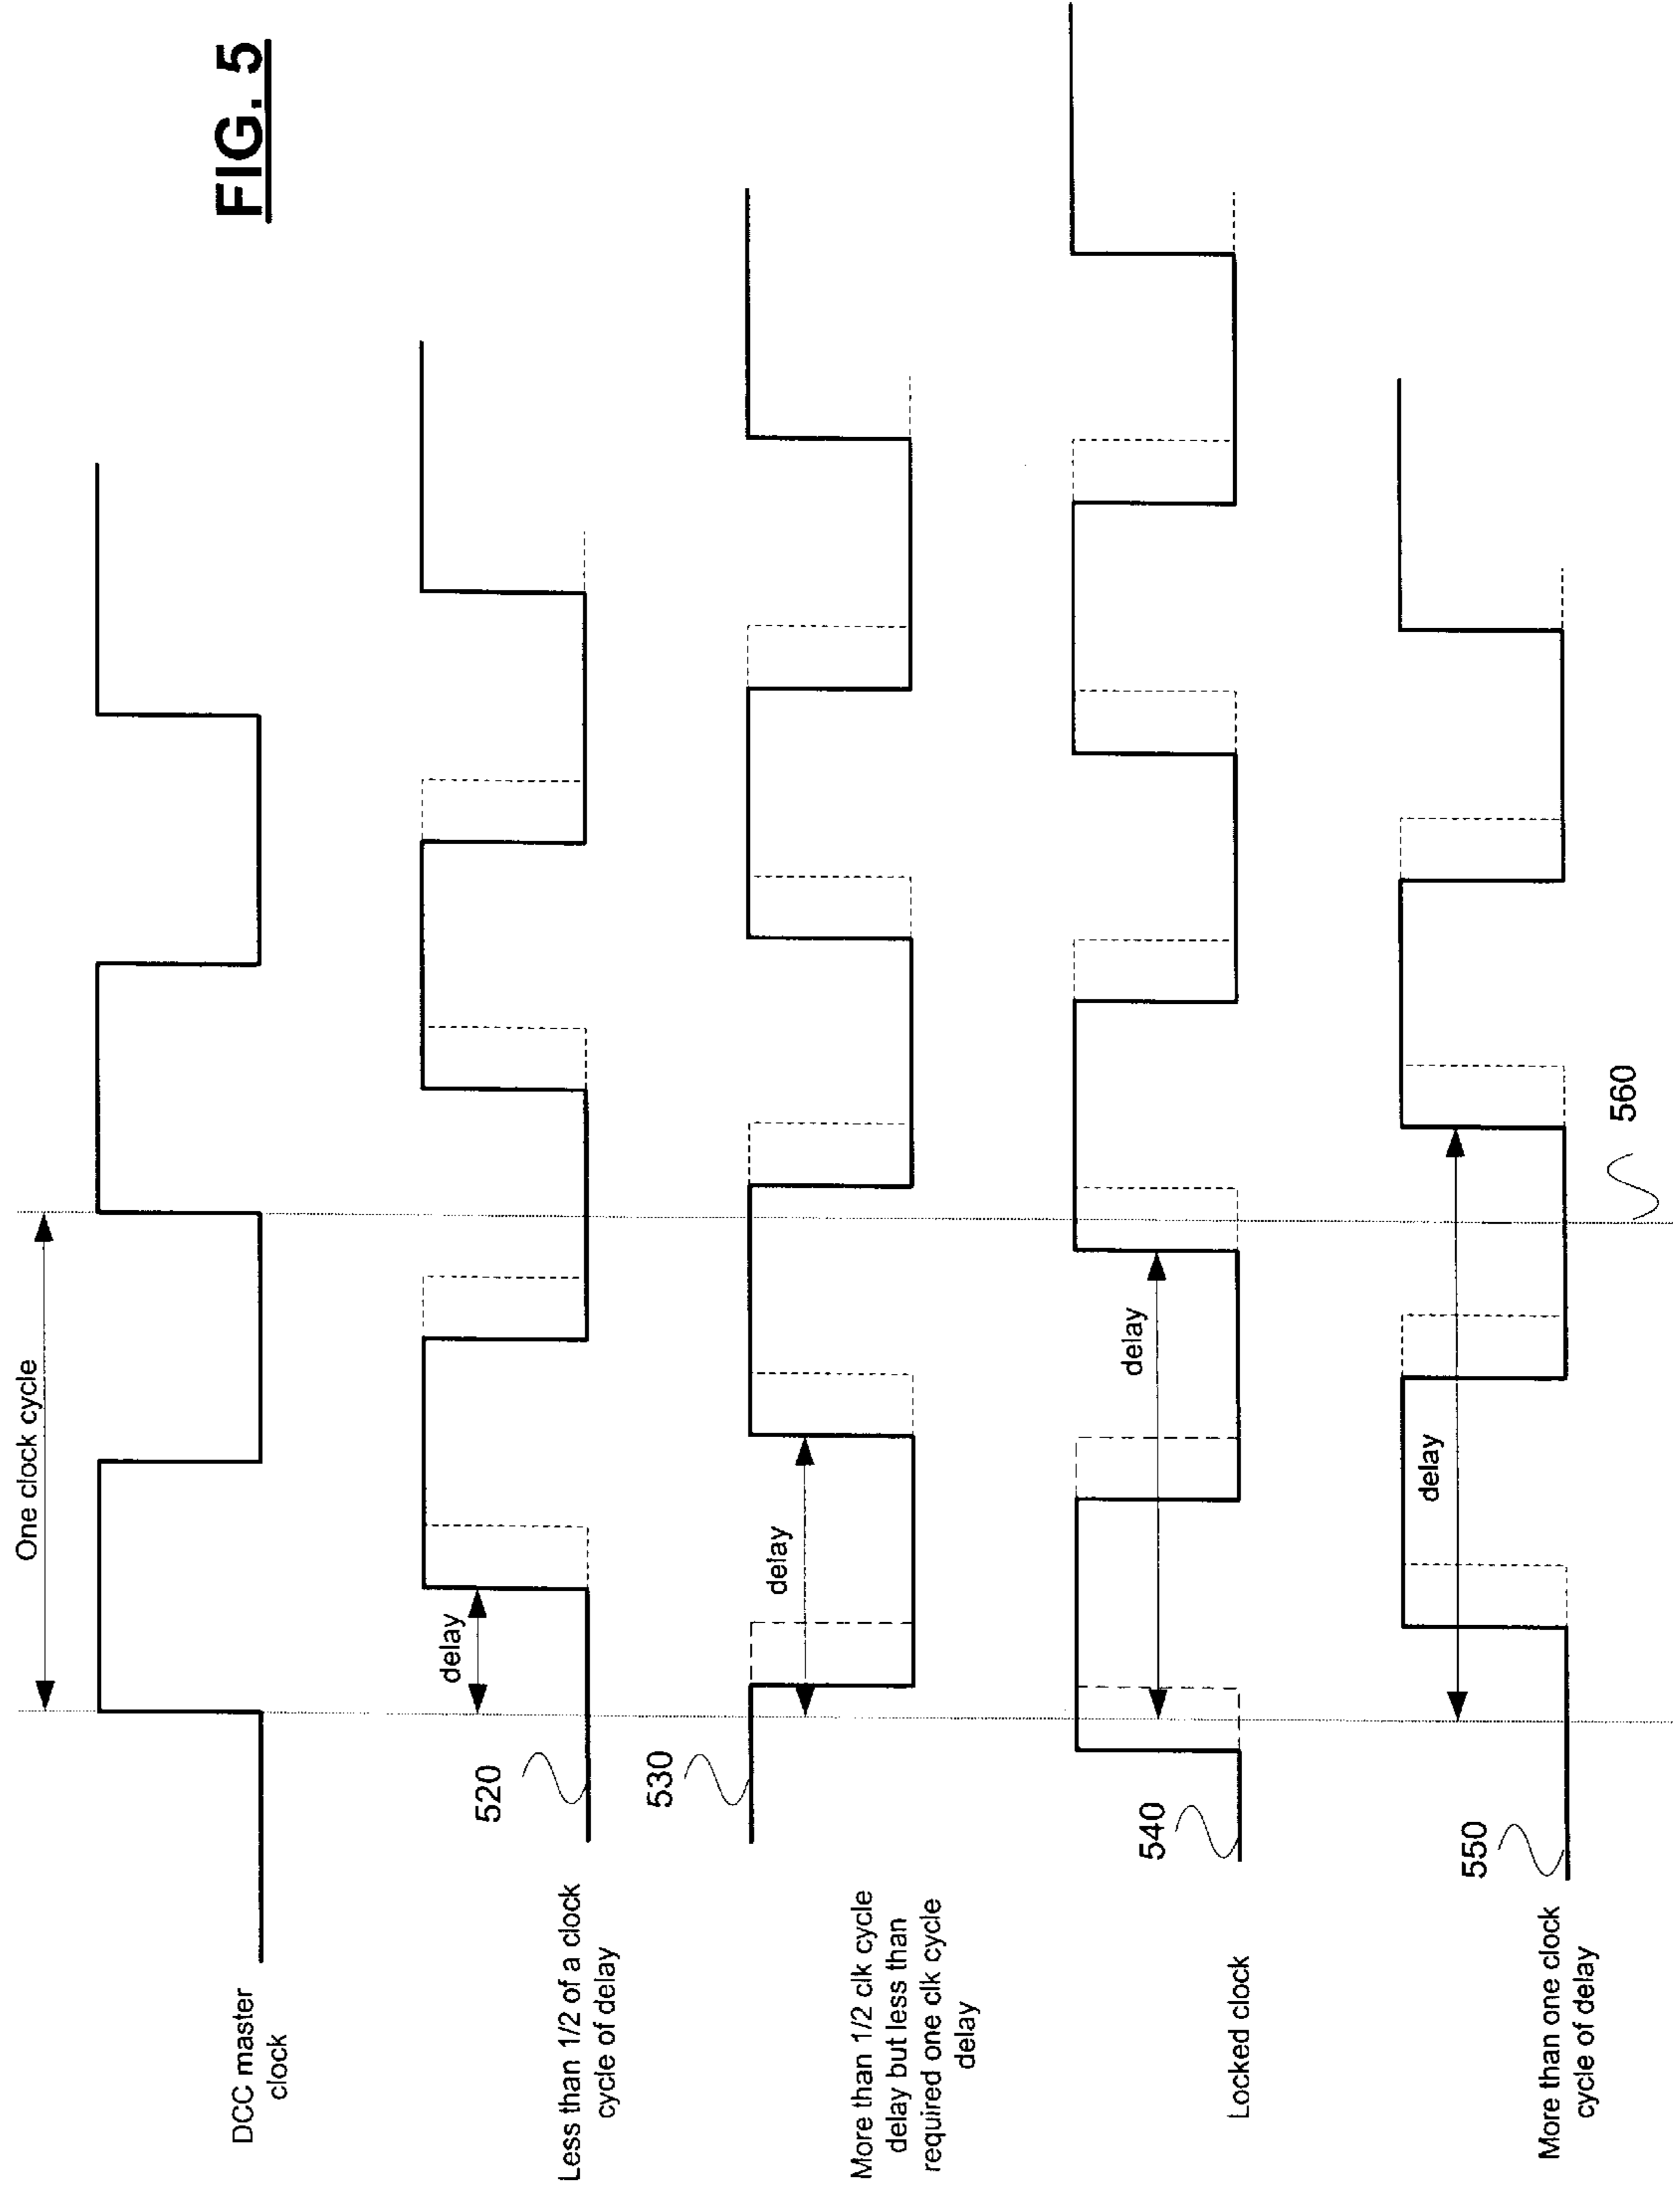 FIG. 5
One clock cycle
DCC master
clock
delay
520
Less than 1/2 of a clock
cycle of delay
delay
530
More than 1/2 clk cycle
delay but less than
required one clk cycle
delay
delay
540
Locked clock
delay
550
More than one clock
cycle of delay
560